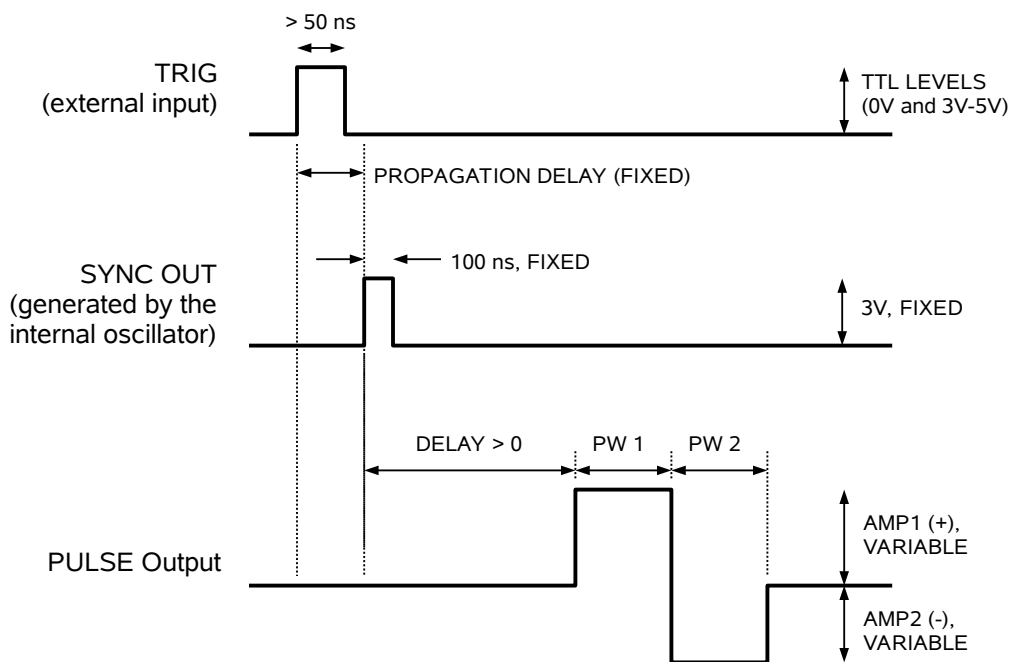 > 50 ns
TRIG
(external input)
TTL LEVELS
(0V and 3V-5V)
PROPAGATION DELAY (FIXED)
100 ns, FIXED
SYNC OUT
(generated by the
internal oscillator)
3V, FIXED
DELAY > 0
PW 1
PW 2
AMP1 (+),
VARIABLE
PULSE Output
AMP2 (-),
VARIABLE